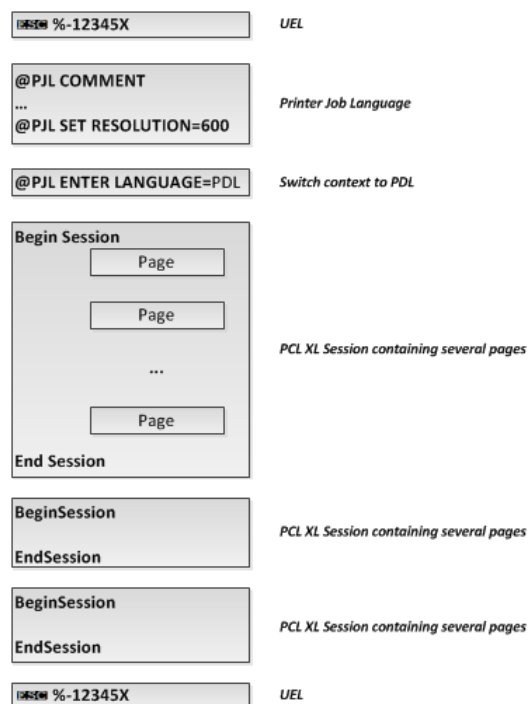 ESC %-12345X
UEL
@PJL COMMENT
...
@PJL SET RESOLUTION=600
Printer Job Language
@PJL ENTER LANGUAGE=PDL
Switch context to PDL
Begin Session
Page
Page
...
Page
End Session
PCL XL Session containing several pages
BeginSession
EndSession
PCL XL Session containing several pages
BeginSession
EndSession
PCL XL Session containing several pages
ESC %-12345X
UEL